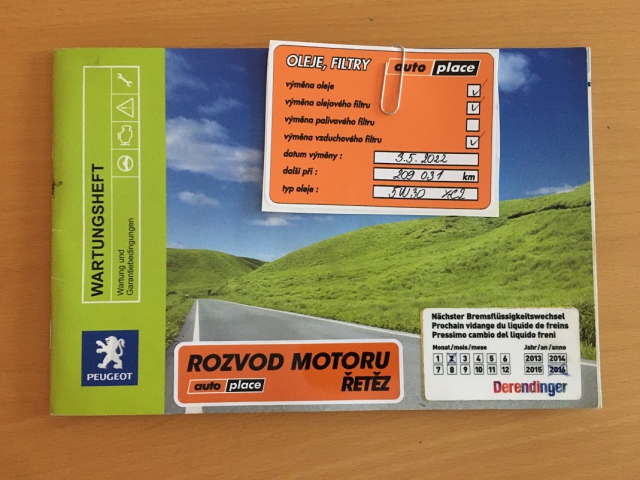 WARTUNGSHEFT
Wartung und
Garantiebedingungen
PEUGEOT
OLEJE, FILTRY
auto place
výměna oleje
výměna olejového filtru
výměna palivového filtru
výměna vzduchového filtru
datum výměny : 3.5. 2022
další při : 209 031 km
typ oleje : 5W30 XC2
ROZVOD MOTORU
auto place ŘETĚZ
Nächster Bremsflüssigkeitswechsel
Prochain vidange du liquide de freins
Pressimo cambio del liquido freni
Monat/mois/mese Jahr/an/anno
1 2 3 4 5 6 2013 2014
7 8 9 10 11 12 2015 2016
Derendinger